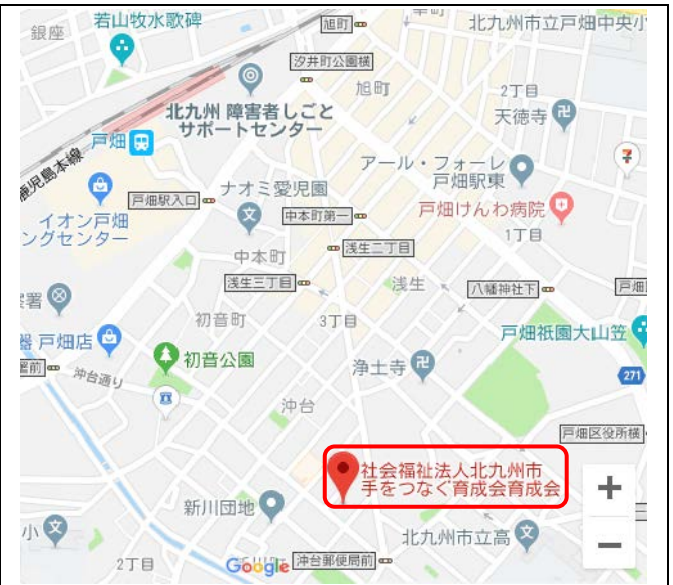 若山牧水歌碑
銀座
旭町
北九州市立戸畑中央小
汐井町公園横
旭町
2丁目
北九州 障害者しごと
サポートセンター
天徳寺
戸畑
鹿児島本線
アール・フォーレ
戸畑駅東
戸畑駅入口
ナオミ愛児園
中本町第一
戸畑けんわ病院
イオン戸畑
ングセンター
1丁目
中本町
浅生二丁目
浅生三丁目
浅生
八幡神社下
戸畑
察署
初音町
3丁目
戸畑祇園大山笠
器 戸畑店
初音公園
浄土寺
署前
沖台通り
271
沖台
戸畑区役所横
社会福祉法人北九州市
手をつなぐ育成会育成会
新川団地
小
北九州市立高
2丁目
Google
沖台郵便局前
+
−